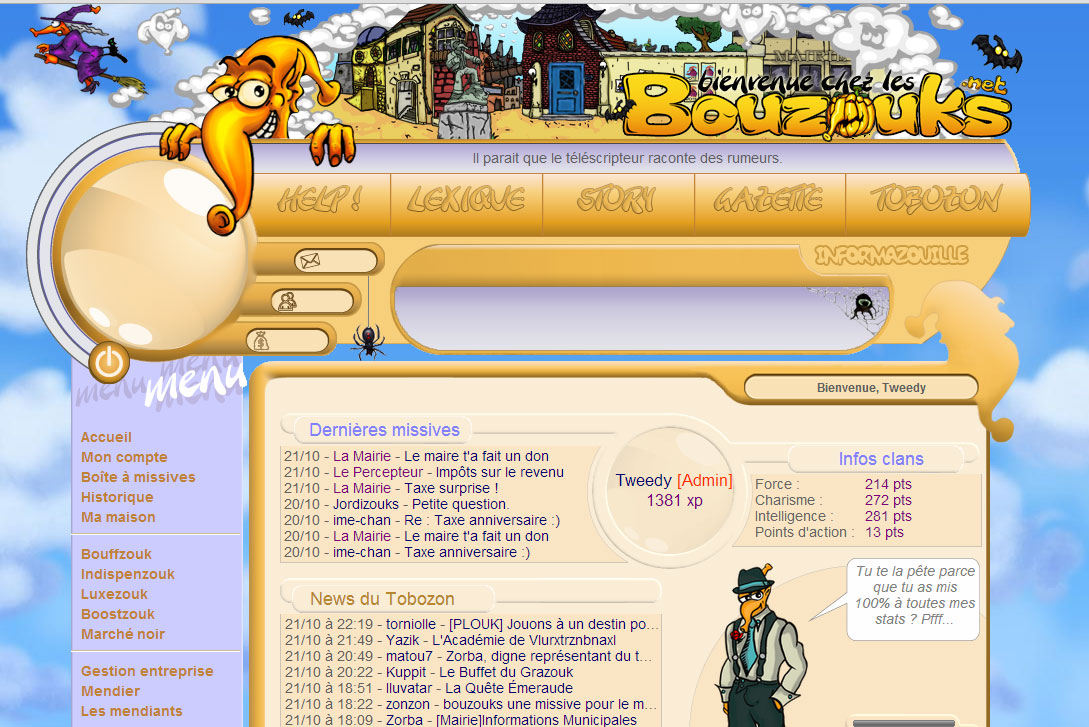 MAIRIE
bienvenue chez les
Bouzouks
.net
Il parait que le téléscripteur raconte des rumeurs.
HELP !
LEXIQUE
STORY
GAZETTE
TOBOZON
INFORMAZOUILLE
menu menu
menu
Bienvenue, Tweedy
Accueil
Mon compte
Boîte à missives
Historique
Ma maison
Bouffzouk
Indispenzouk
Luxezouk
Boostzouk
Marché noir
Gestion entreprise
Mendier
Les mendiants
Dernières missives
21/10 - La Mairie - Le maire t'a fait un don
21/10 - Le Percepteur - Impôts sur le revenu
21/10 - La Mairie - Taxe surprise !
20/10 - Jordizouks - Petite question.
20/10 - ime-chan - Re : Taxe anniversaire :)
20/10 - La Mairie - Le maire t'a fait un don
20/10 - ime-chan - Taxe anniversaire :)
Tweedy [Admin]
1381 xp
Infos clans
Force : 214 pts
Charisme : 272 pts
Intelligence : 281 pts
Points d'action : 13 pts
News du Tobozon
21/10 à 22:19 - torniolle - [PLOUK] Jouons à un destin po...
21/10 à 21:49 - Yazik - L'Académie de Vlurxtrznbnaxl
21/10 à 20:49 - matou7 - Zorba, digne représentant du t...
21/10 à 20:22 - Kuppit - Le Buffet du Grazouk
21/10 à 18:51 - lluvatar - La Quête Émeraude
21/10 à 18:22 - zonzon - bouzouks une missive pour le m...
21/10 à 18:09 - Zorba - [Mairie]Informations Municipales
Tu te la pête parce
que tu as mis
100% à toutes mes
stats ? Pfff...